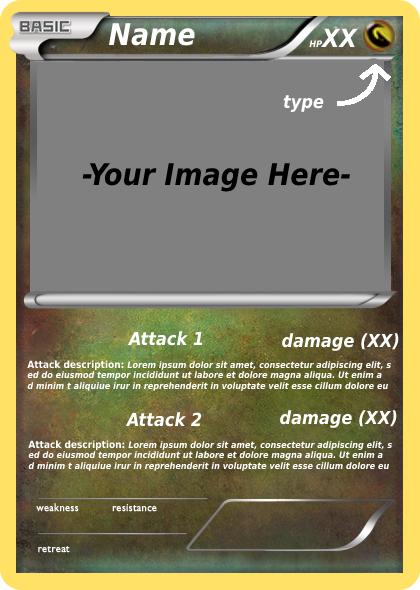 BASIC
Name
HP XX
type
-Your Image Here-
Attack 1
damage (XX)
Attack description: Lorem ipsum dolor sit amet, consectetur adipiscing elit, s
ed do eiusmod tempor incididunt ut labore et dolore magna aliqua. Ut enim a
d minim t aliquiue irur in reprehenderit in voluptate velit esse cillum dolore eu
Attack 2
damage (XX)
Attack description: Lorem ipsum dolor sit amet, consectetur adipiscing elit, s
ed do eiusmod tempor incididunt ut labore et dolore magna aliqua. Ut enim a
d minim t aliquiue irur in reprehenderit in voluptate velit esse cillum dolore eu
weakness
resistance
retreat